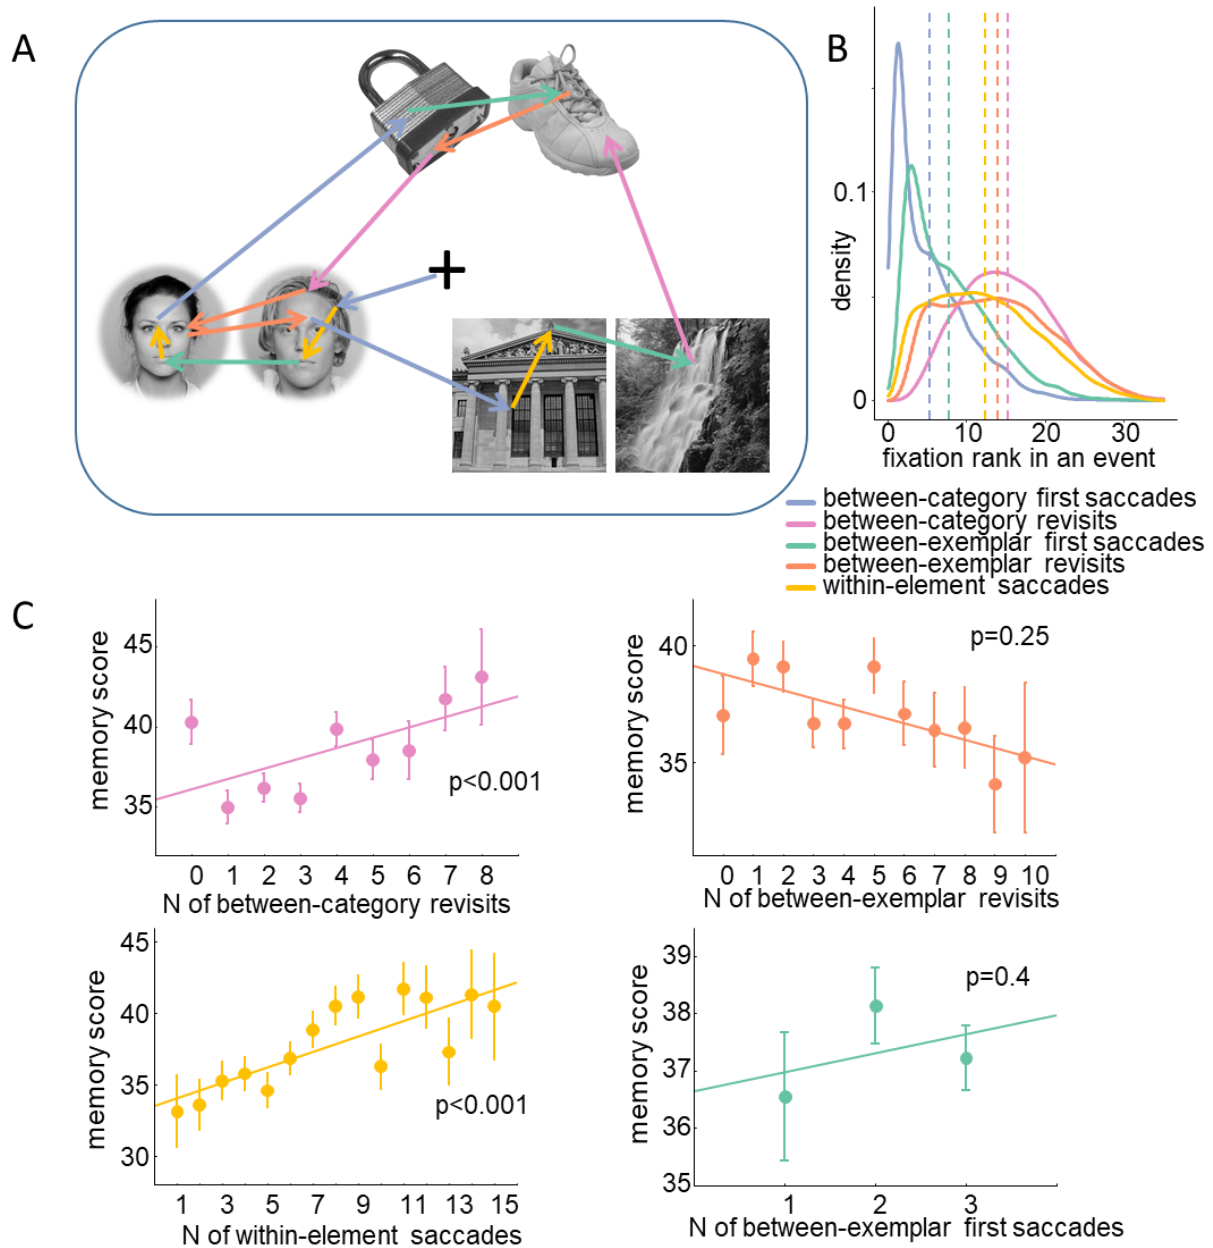 A
B
0.1
0
density
0
10
20
30
fixation rank in an event
between-category first saccades
between-category revisits
between-exemplar first saccades
between-exemplar revisits
within-element saccades
C
45
40
35
memory score
p<0.001
0 1 2 3 4 5 6 7 8
N of between-category revisits
40
35
memory score
p=0.25
0 1 2 3 4 5 6 7 8 9 10
N of between-exemplar revisits
45
40
35
30
memory score
p<0.001
1 3 5 7 9 11 13 15
N of within-element saccades
39
38
37
36
35
memory score
p=0.4
1 2 3
N of between-exemplar first saccades